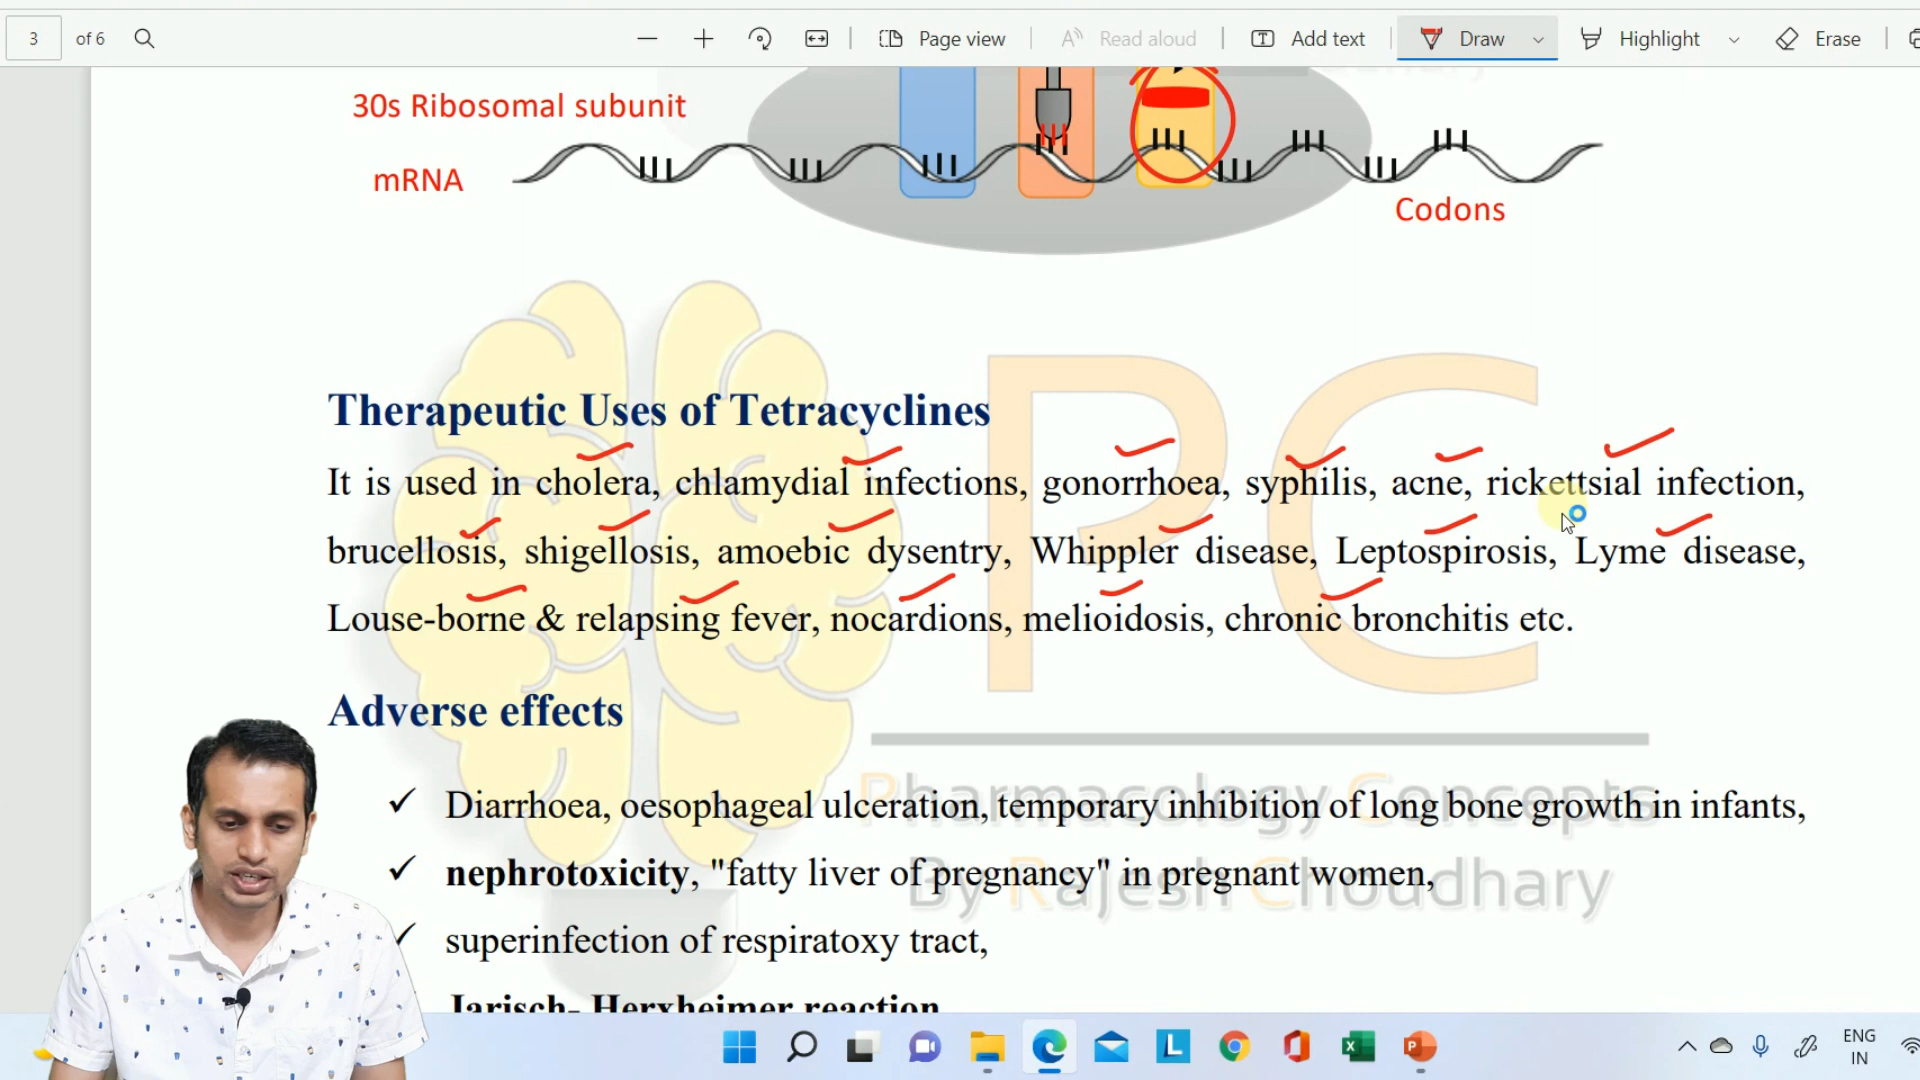 3 of 6 Page view Read aloud Add text Draw Highlight Erase
30s Ribosomal subunit
mRNA
Codons
Therapeutic Uses of Tetracyclines
It is used in cholera, chlamydial infections, gonorrhoea, syphilis, acne, rickettsial infection,
brucellosis, shigellosis, amoebic dysentry, Whippler disease, Leptospirosis, Lyme disease,
Louse-borne & relapsing fever, nocardions, melioidosis, chronic bronchitis etc.
PC
Adverse effects
Pharmacology Concepts
By Rajesh Choudhary
Diarrhoea, oesophageal ulceration, temporary inhibition of long bone growth in infants,
nephrotoxicity, "fatty liver of pregnancy" in pregnant women,
superinfection of respiratoxy tract,
Jarisch- Herxheimer reaction
ENG
IN